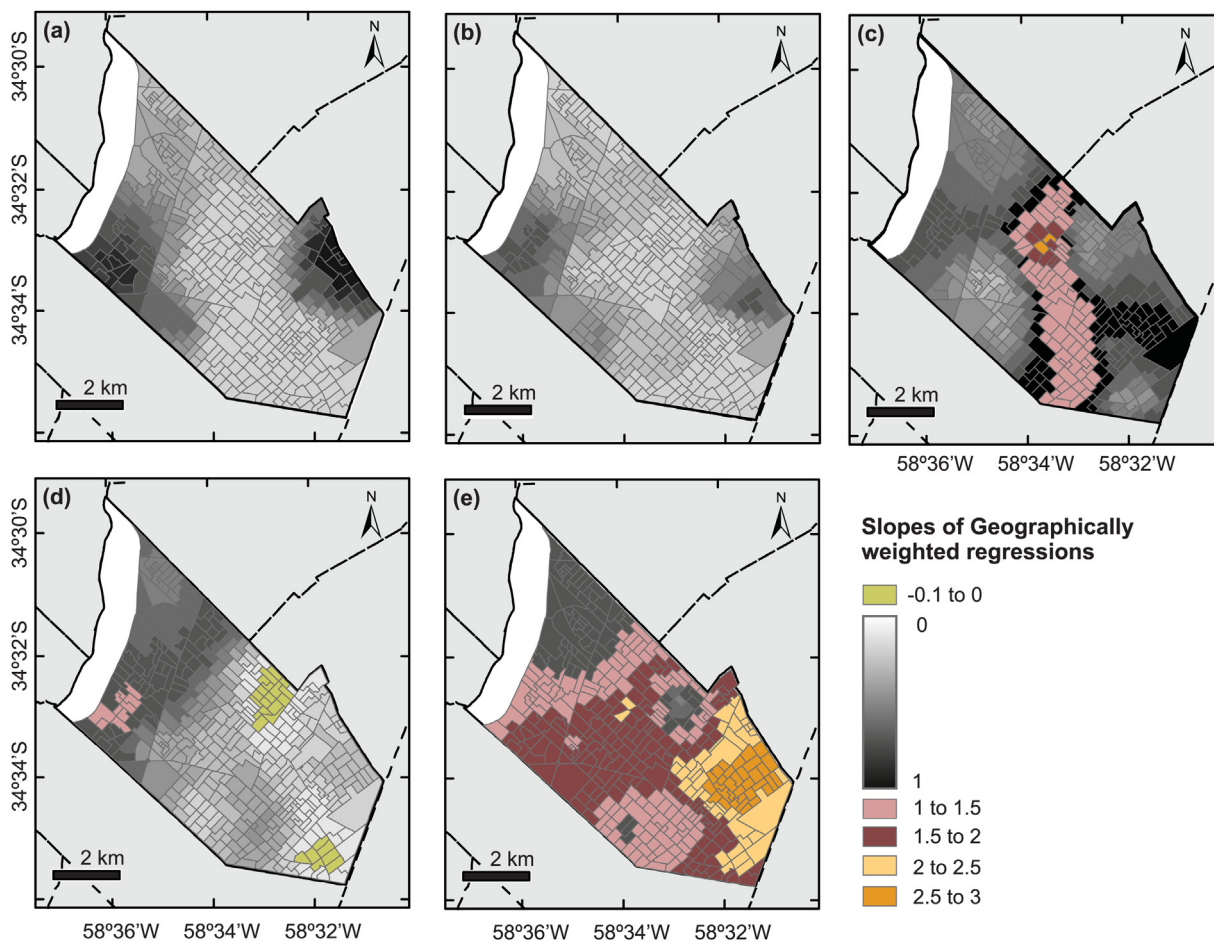 (a)
N
34°30'S
34°32'S
34°34'S
2 km
(b)
N
2 km
(c)
N
2 km
58°36'W
58°34'W
58°32'W
(d)
N
34°30'S
34°32'S
34°34'S
2 km
58°36'W
58°34'W
58°32'W
(e)
N
2 km
58°36'W
58°34'W
58°32'W
Slopes of Geographically
weighted regressions
-0.1 to 0
0
1
1 to 1.5
1.5 to 2
2 to 2.5
2.5 to 3